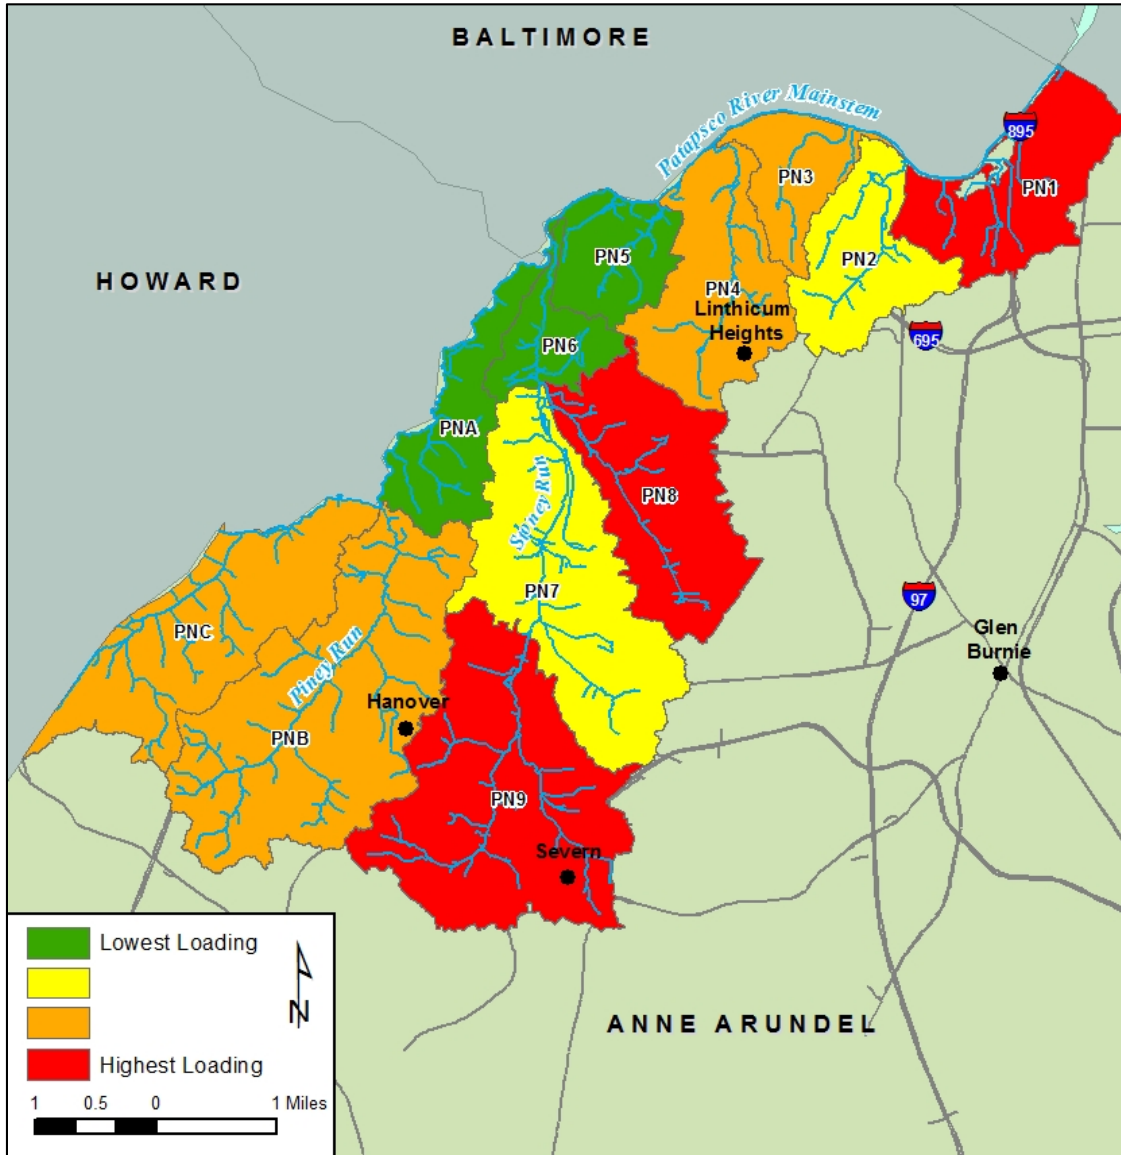 BALTIMORE
Patapsco River Mainstem
895
PN3
PN1
PN5
PN2
HOWARD
PN4
Linthicum
Heights
695
PN6
PNA
PN8
Stoney Run
PN7
97
PNC
Glen
Burnie
Piney Run
Hanover
PNB
PN9
Severn
Lowest Loading
Highest Loading
N
ANNE ARUNDEL
1 0.5 0 1 Miles